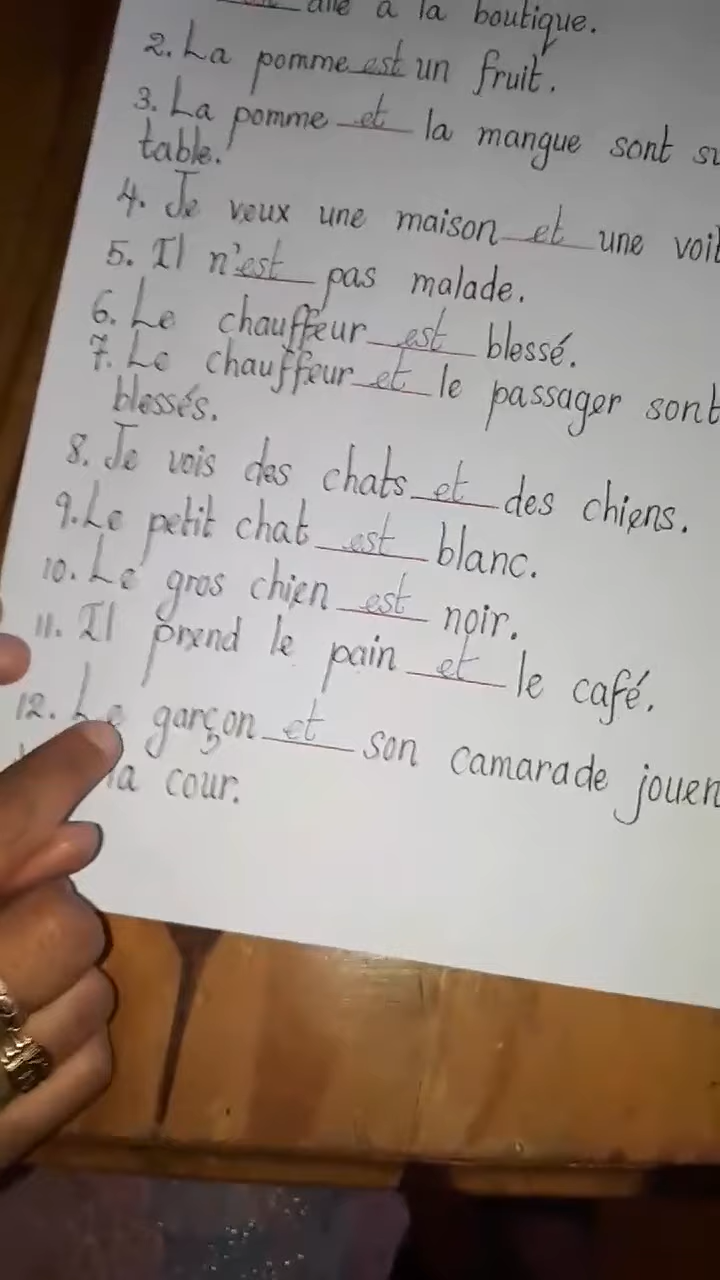 allé à la boutique.
2. La pomme est un fruit.
3. La pomme et la mangue sont
table.
4. Je veux une maison et une
5. Il n'est pas malade.
6. Le chauffeur est blessé.
7. Le chauffeur et le passager sont
blessés.
8. Je vois des chats et des chiens.
9. Le petit chat est blanc.
10. Le gros chien est noir.
11. Il prend le pain et le café.
12. Le garçon et son camarade jouen
la cour.